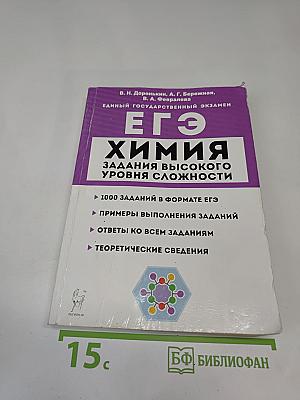 В. Н. Доронькин, А. Г. Бережная,
В. А. Февралева
ЕДИНЫЙ ГОСУДАРСТВЕННЫЙ ЭКЗАМЕН
ЕГЭ
ХИМИЯ
ЗАДАНИЯ ВЫСОКОГО
УРОВНЯ СЛОЖНОСТИ
1000 ЗАДАНИЙ В ФОРМАТЕ ЕГЭ
ПРИМЕРЫ ВЫПОЛНЕНИЯ ЗАДАНИЙ
ОТВЕТЫ КО ВСЕМ ЗАДАНИЯМ
ТЕОРЕТИЧЕСКИЕ СВЕДЕНИЯ
ЛЕГИОН
15с
БФ БИБЛИОФАН